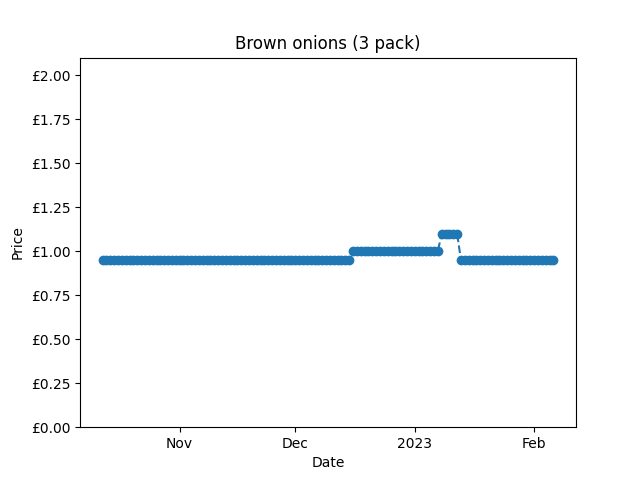 Brown onions (3 pack)
£2.00
£1.75
£1.50
£1.25
£1.00
£0.75
£0.50
£0.25
£0.00
Price
Nov Dec 2023 Feb
Date